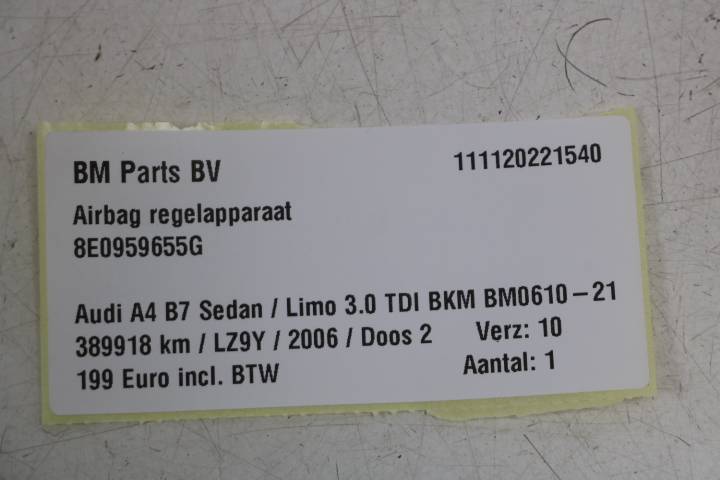 BM Parts BV 111120221540
Airbag regelapparaat
8E0959655G
Audi A4 B7 Sedan / Limo 3.0 TDI BKM BM0610-21
389918 km / LZ9Y / 2006 / Doos 2 Verz: 10
199 Euro incl. BTW Aantal: 1